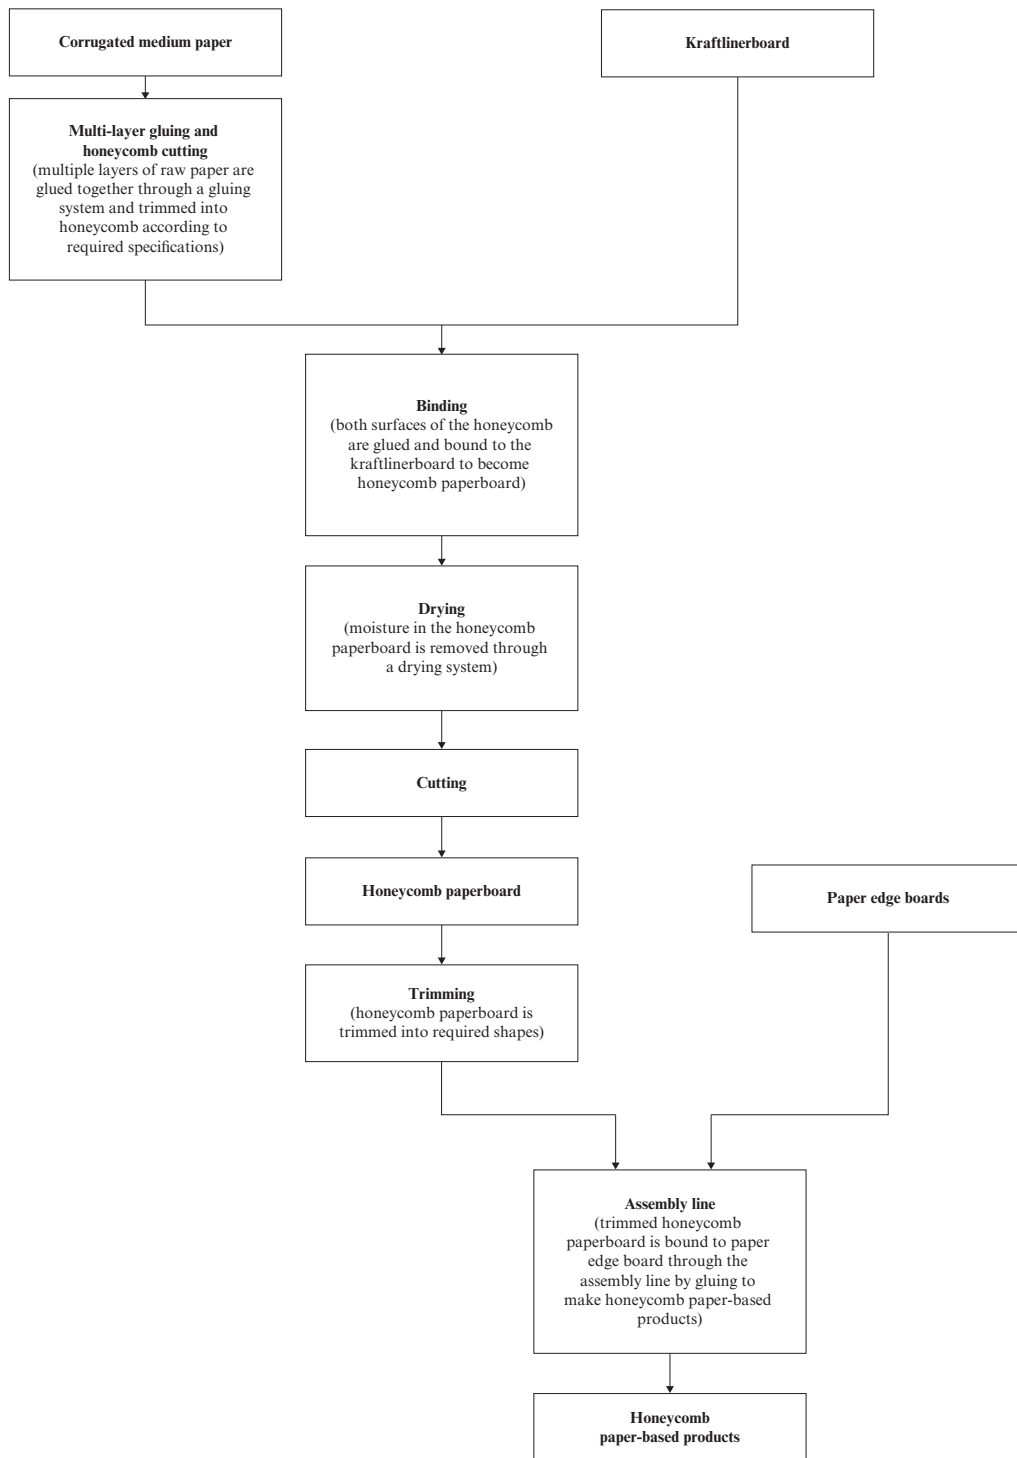 Corrugated medium paper
Kraftlinerboard
Multi-layer gluing and
honeycomb cutting
(multiple layers of raw paper are
glued together through a gluing
system and trimmed into
honeycomb according to
required specifications)
Binding
(both surfaces of the honeycomb
are glued and bound to the
kraftlinerboard to become
honeycomb paperboard)
Drying
(moisture in the honeycomb
paperboard is removed through
a drying system)
Cutting
Honeycomb paperboard
Paper edge boards
Trimming
(honeycomb paperboard is
trimmed into required shapes)
Assembly line
(trimmed honeycomb
paperboard is bound to paper
edge board through the
assembly line by gluing to
make honeycomb paper-based
products)
Honeycomb
paper-based products